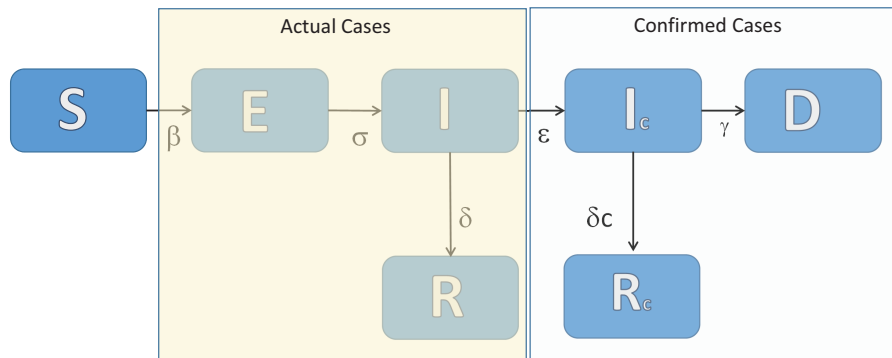 Actual Cases
Confirmed Cases
S
E
I
Ic
D
β
σ
ε
γ
δ
δc
R
Rc